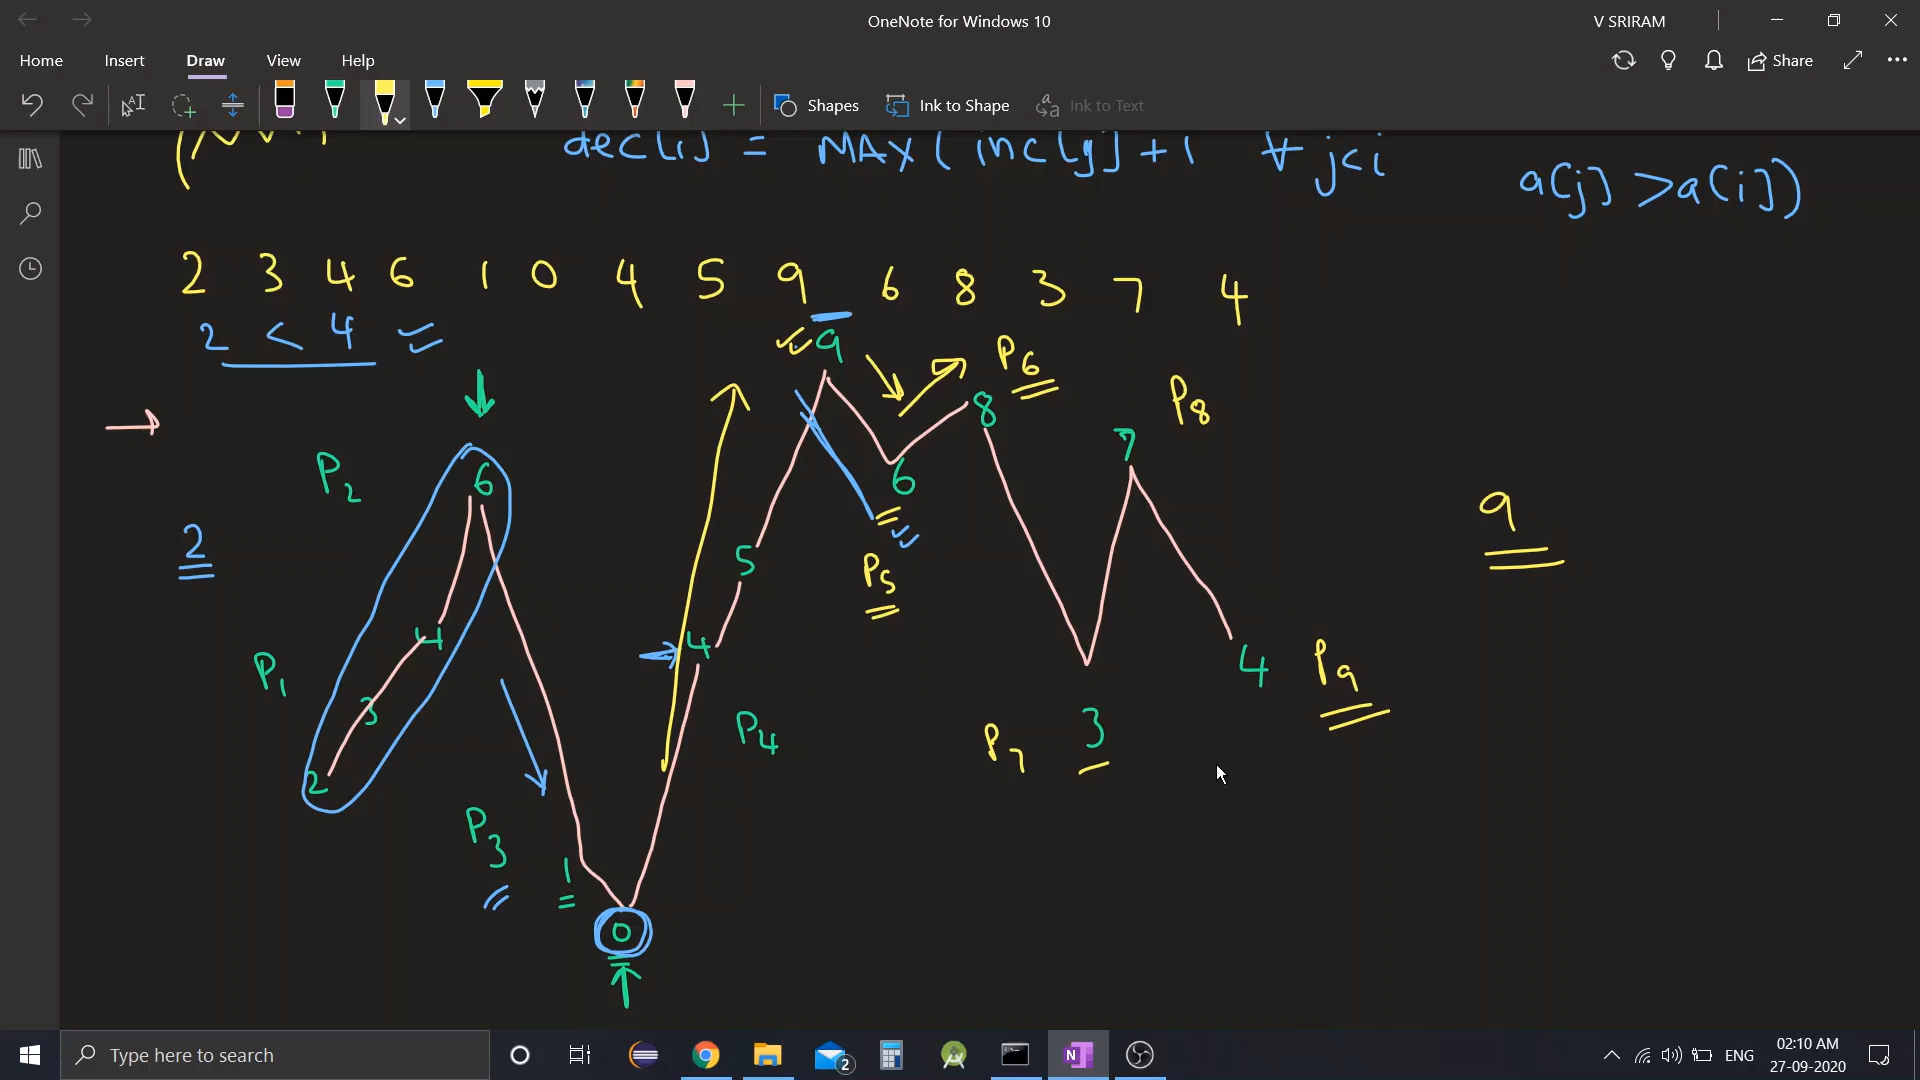 OneNote for Windows 10
V SRIRAM
Home Insert Draw View Help
Share
Shapes Ink to Shape Ink to Text
dec[i] = MAX( inc[j] + 1 ∀ j<i a[j] > a[i])
2 3 4 6 1 0 4 5 9 6 8 3 7 4
2 < 4
9
P6
8
P8
7
P2
6
2
9
5
6
P5
4
4
P1
3
4
P9
P4
P7
3
2
P3
1
0
Type here to search
2
ENG
02:10 AM
27-09-2020